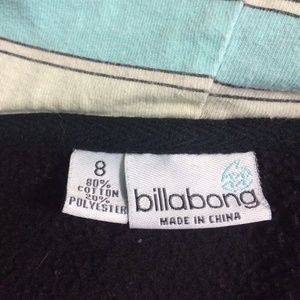 8
80%
COTTON
20%
POLYESTER
billabong
MADE IN CHINA